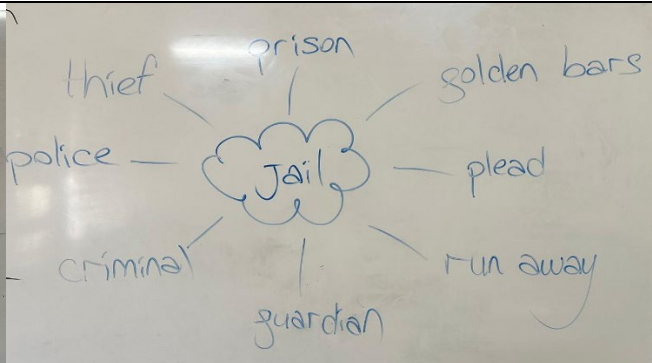 prison
thief
golden bars
police
Jail
plead
criminal
run away
guardian